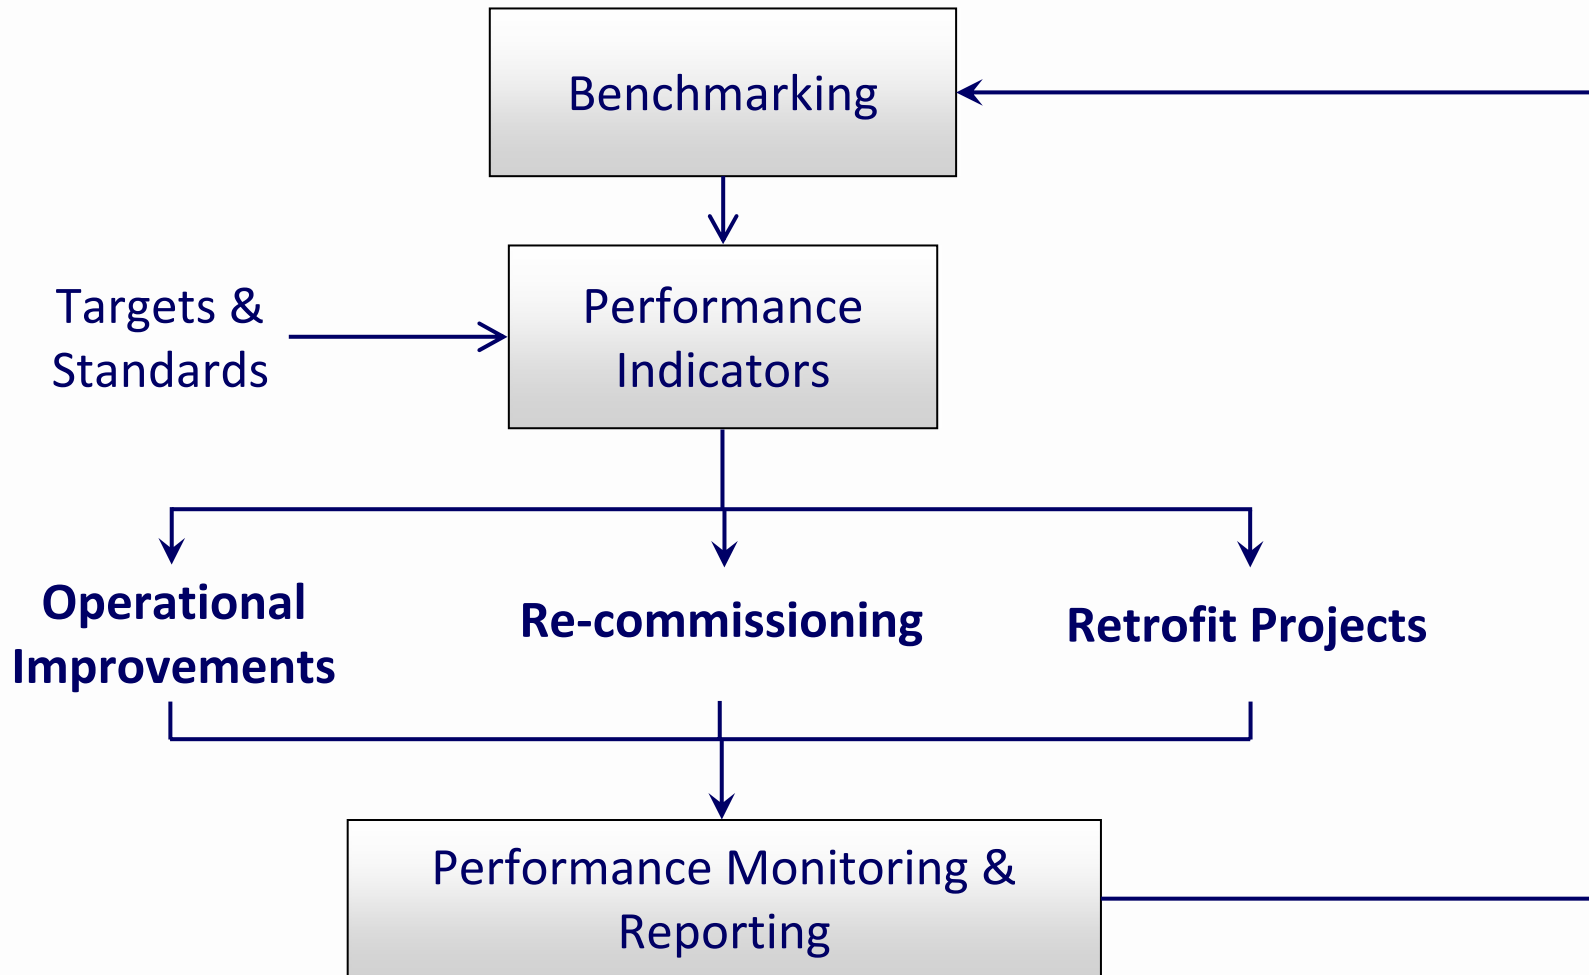 Benchmarking
Targets &
Standards
Performance
Indicators
Operational
Improvements
Re-commissioning
Retrofit Projects
Performance Monitoring &
Reporting